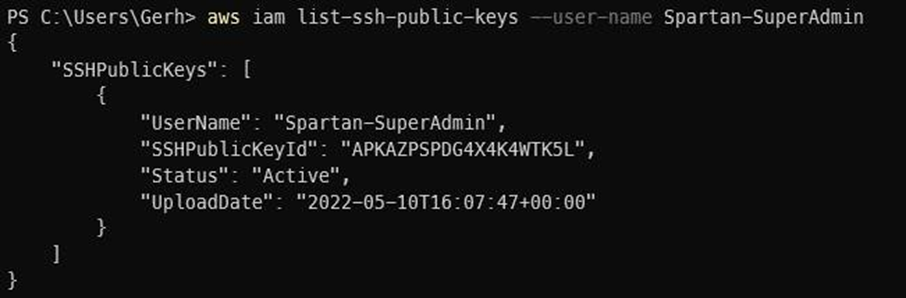 PS C:\Users\Gerh> aws iam list-ssh-public-keys --user-name Spartan-SuperAdmin
{
    "SSHPublicKeys": [
        {
            "UserName": "Spartan-SuperAdmin",
            "SSHPublicKeyId": "APKAZPSPDG4X4K4WTK5L",
            "Status": "Active",
            "UploadDate": "2022-05-10T16:07:47+00:00"
        }
    ]
}